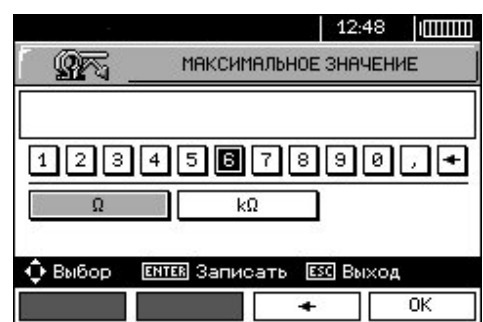 12:48
МАКСИМАЛЬНОЕ ЗНАЧЕНИЕ
1 2 3 4 5 6 7 8 9 0 , ←
Ω kΩ
Выбор ENTER Записать ESC Выход
← OK